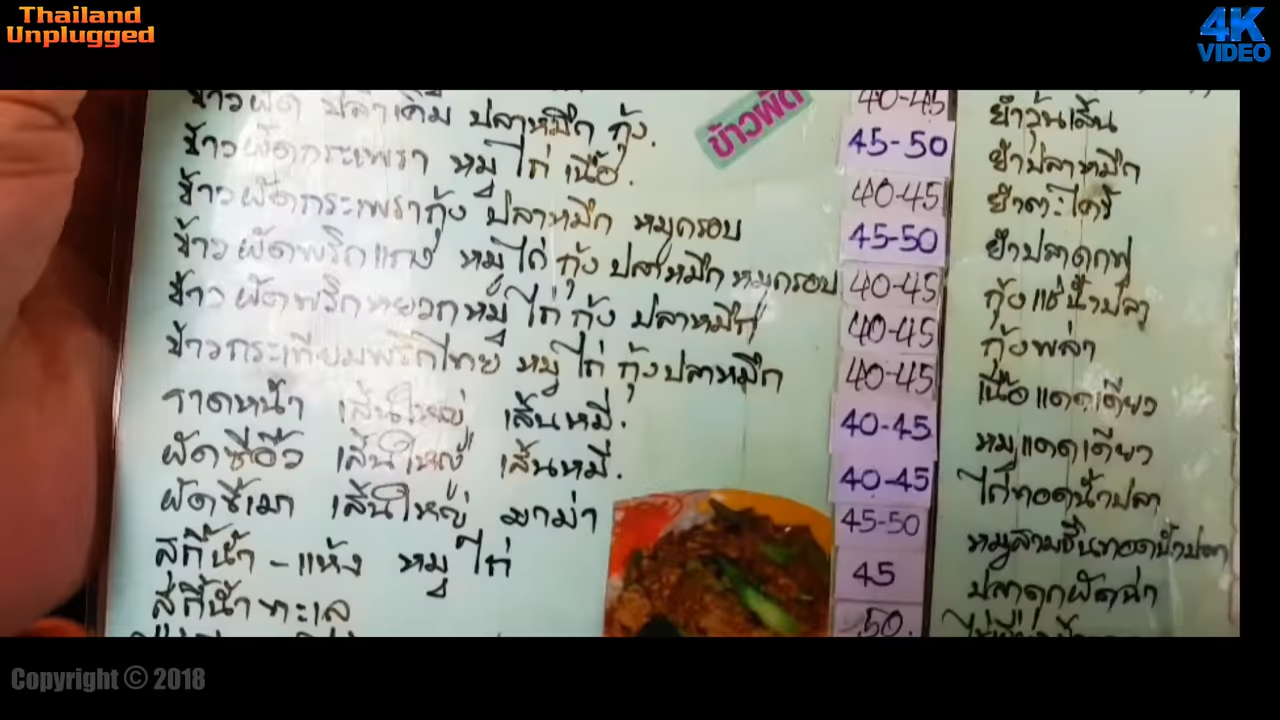 Thailand
Unplugged
4K
VIDEO
ข้าวผัด ปลาเค็ม ปลาหมึก กุ้ง.
ข้าวผัด
40-45
ข้าวผัดกระเพรา หมู ไก่ เนื้อ.
45-50
ข้าวผัดกระเพรากุ้ง ปลาหมึก หมูกรอบ
40-45
ข้าวผัดพริกแกง หมู ไก่ กุ้ง ปลาหมึก หมูกรอบ
45-50
ข้าวผัดพริกหยวกหมู ไก่ กุ้ง ปลาหมึก
40-45
ข้าวกระเทียมพริกไทย หมู ไก่ กุ้งปลาหมึก
40-45
ราดหน้า เส้นใหญ่ เส้นหมี่.
40-45
ผัดซีอิ๊ว เส้นใหญ่ เส้นหมี่.
40-45
ผัดขี้เมา เส้นใหญ่ มาม่า
40-45
สุกี้น้ำ - แห้ง หมู ไก่
45-50
สุกี้น้ำทะเล
45
50.
ยำวุ้นเส้น
ยำปลาหมึก
ยำตะไคร้
ยำปลาดุกฟู
กุ้งแช่น้ำปลา
กุ้งพล่า
เนื้อแดดเดียว
หมูแดดเดียว
ไก่ทอดน้ำปลา
หมูสามชั้นทอดน้ำปลา
ปลาดุกผัดฉ่า
Copyright © 2018